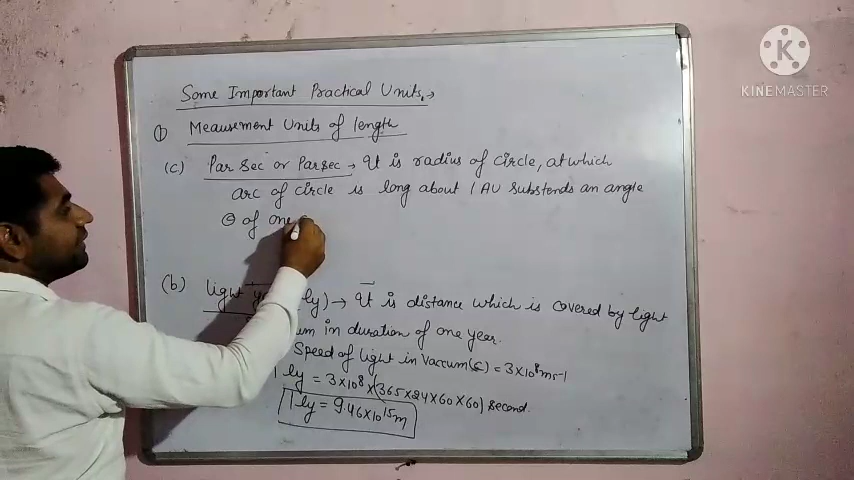 Some Important Practical Units →
① Meausement Units of length
(C) Par Sec or Parsec → It is radius of circle, at which
arc of circle is long about 1 AU Substends an angle
θ of one
(b) light y ly) → It is distance which is covered by light
um in duration of one year.
Speed of light in Vaccum(c) = 3×10⁸ms-1
1 ly = 3×10⁸×(365×24×60×60) Second.
1 ly = 9.46×10¹⁵m
K
KINEMASTER